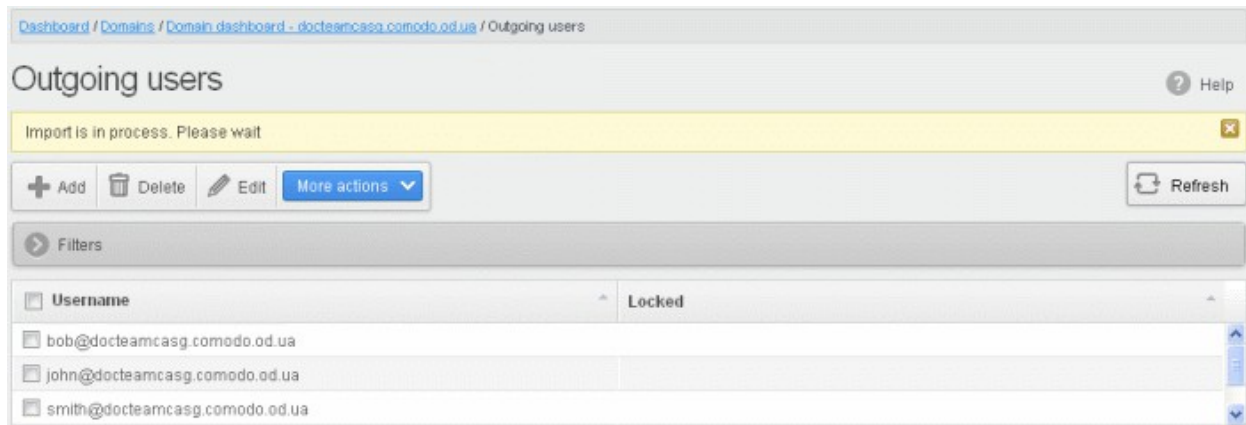 Dashboard / Domains / Domain dashboard - docteamcasg.comodo.od.ua / Outgoing users
Outgoing users
Help
Import is in process. Please wait
Add Delete Edit More actions Refresh
Filters
Username Locked
bob@docteamcasg.comodo.od.ua
john@docteamcasg.comodo.od.ua
smith@docteamcasg.comodo.od.ua